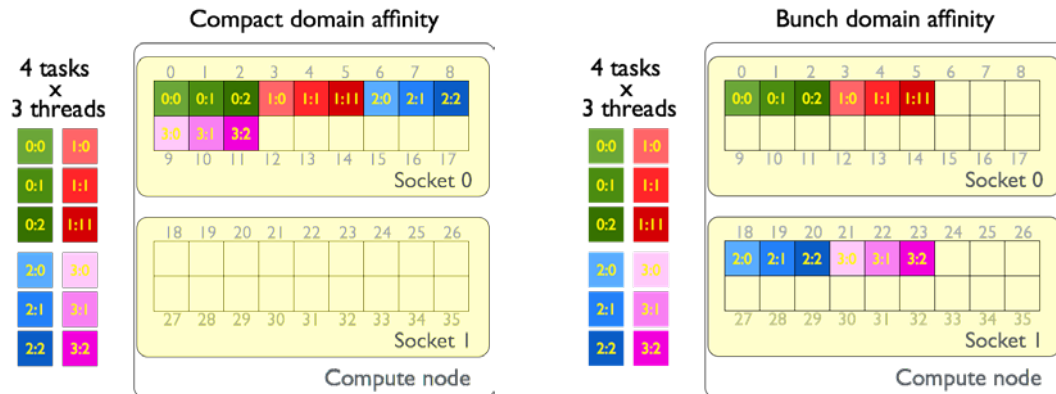 Compact domain affinity
4 tasks
x
3 threads
0:0 1:0
0:1 1:1
0:2 1:11
2:0 3:0
2:1 3:1
2:2 3:2
0 1 2 3 4 5 6 7 8
0:0 0:1 0:2 1:0 1:1 1:11 2:0 2:1 2:2
3:0 3:1 3:2
9 10 11 12 13 14 15 16 17
Socket 0
18 19 20 21 22 23 24 25 26
27 28 29 30 31 32 33 34 35
Socket 1
Compute node
Bunch domain affinity
4 tasks
x
3 threads
0:0 1:0
0:1 1:1
0:2 1:11
2:0 3:0
2:1 3:1
2:2 3:2
0 1 2 3 4 5 6 7 8
0:0 0:1 0:2 1:0 1:1 1:11
9 10 11 12 13 14 15 16 17
Socket 0
18 19 20 21 22 23 24 25 26
2:0 2:1 2:2 3:0 3:1 3:2
27 28 29 30 31 32 33 34 35
Socket 1
Compute node